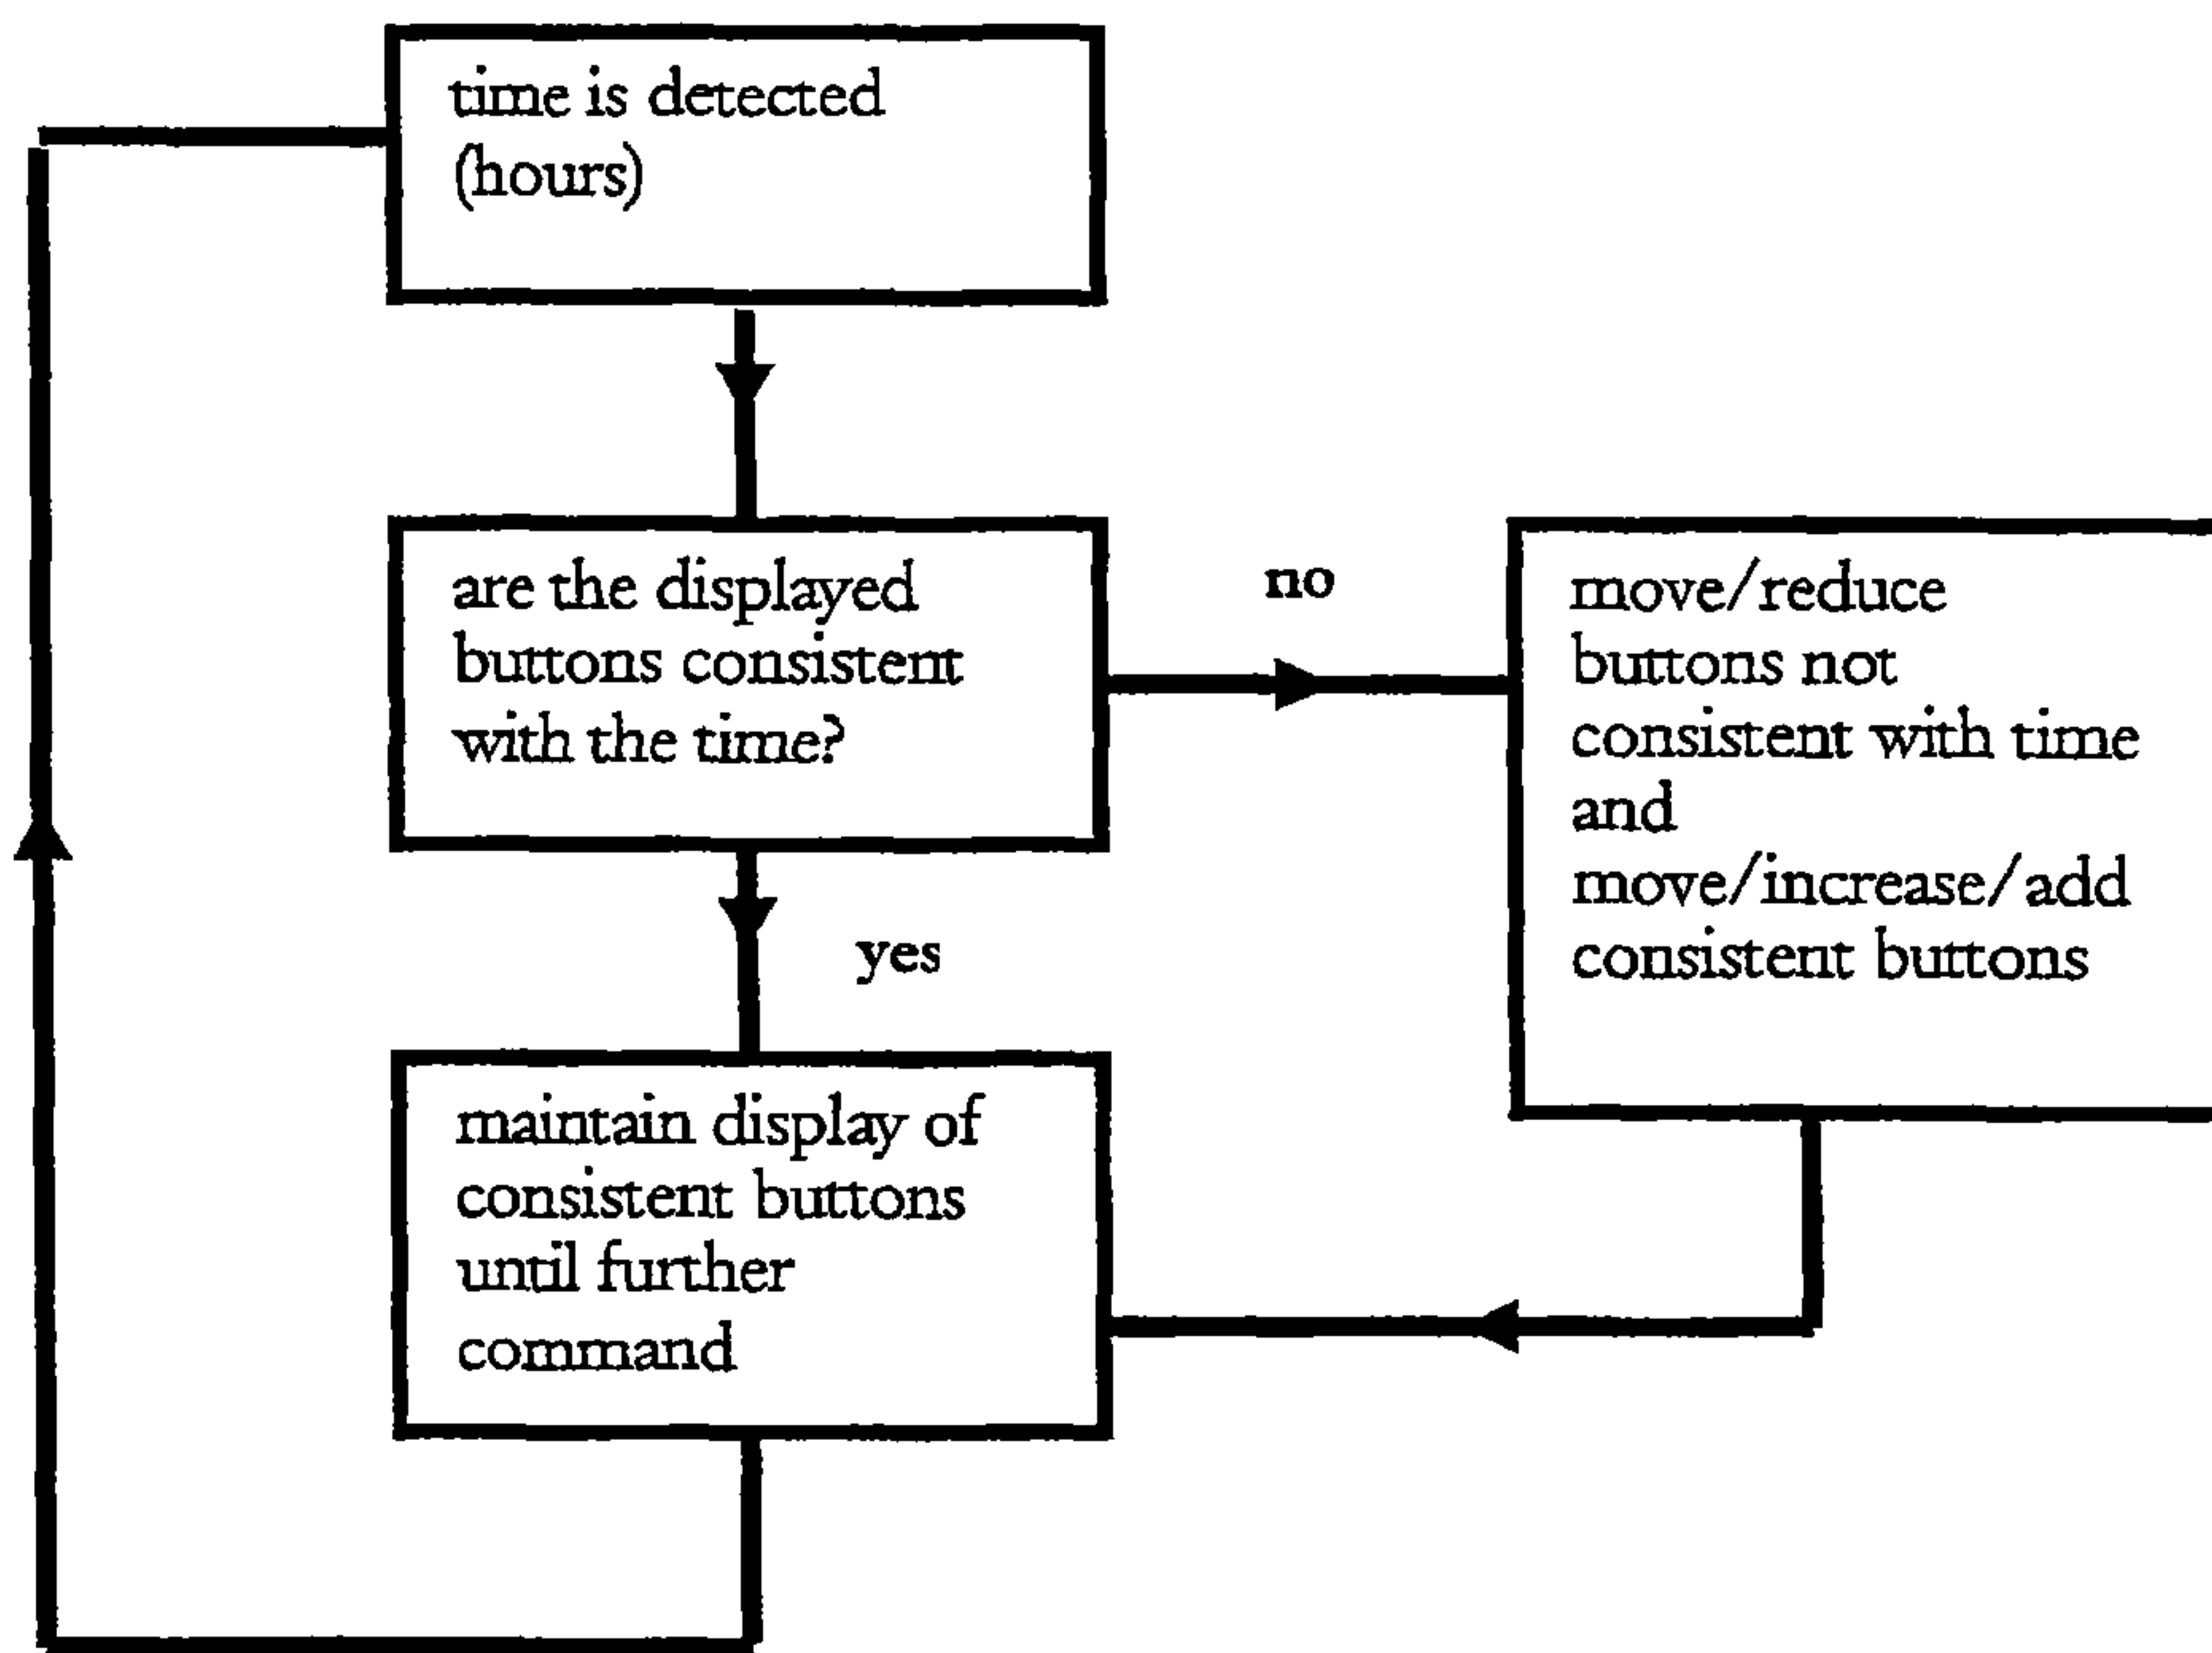 time is detected
(hours)
are the displayed
buttons consistent
with the time?
no
move/reduce
buttons not
consistent with time
and
move/increase/add
consistent buttons
yes
maintain display of
consistent buttons
until further
command